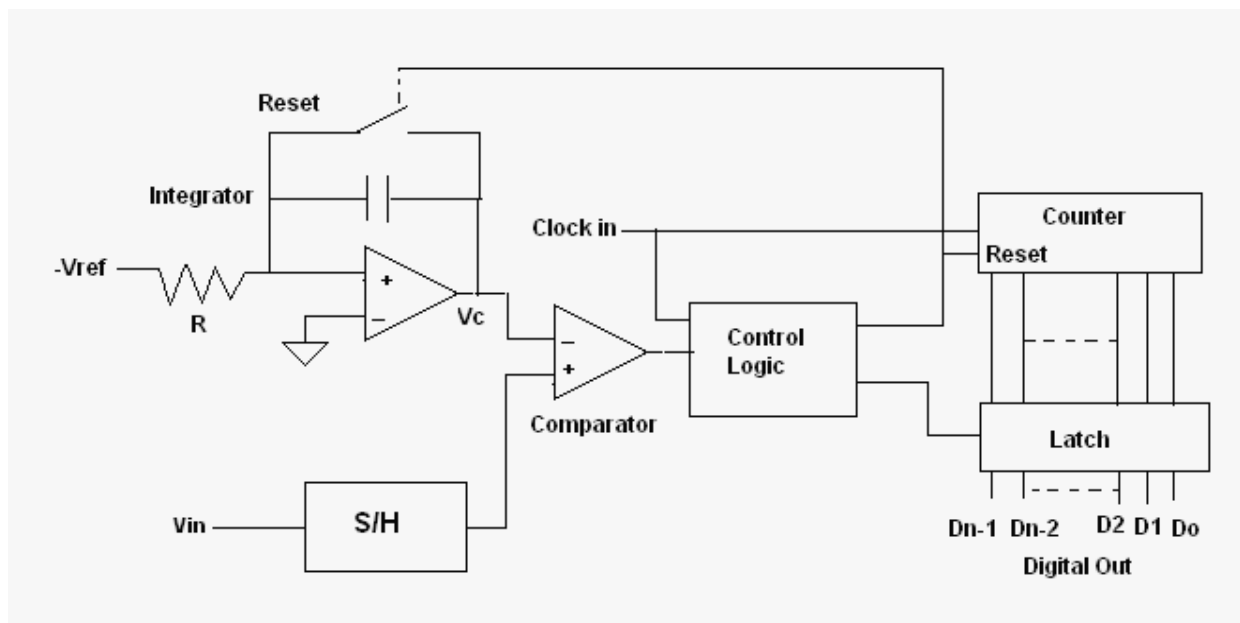 Reset
Integrator
-Vref
R
+
−
Vc
Clock in
Counter
Reset
−
+
Comparator
Control
Logic
Latch
Vin
S/H
Dn-1 Dn-2 D2 D1 Do
Digital Out